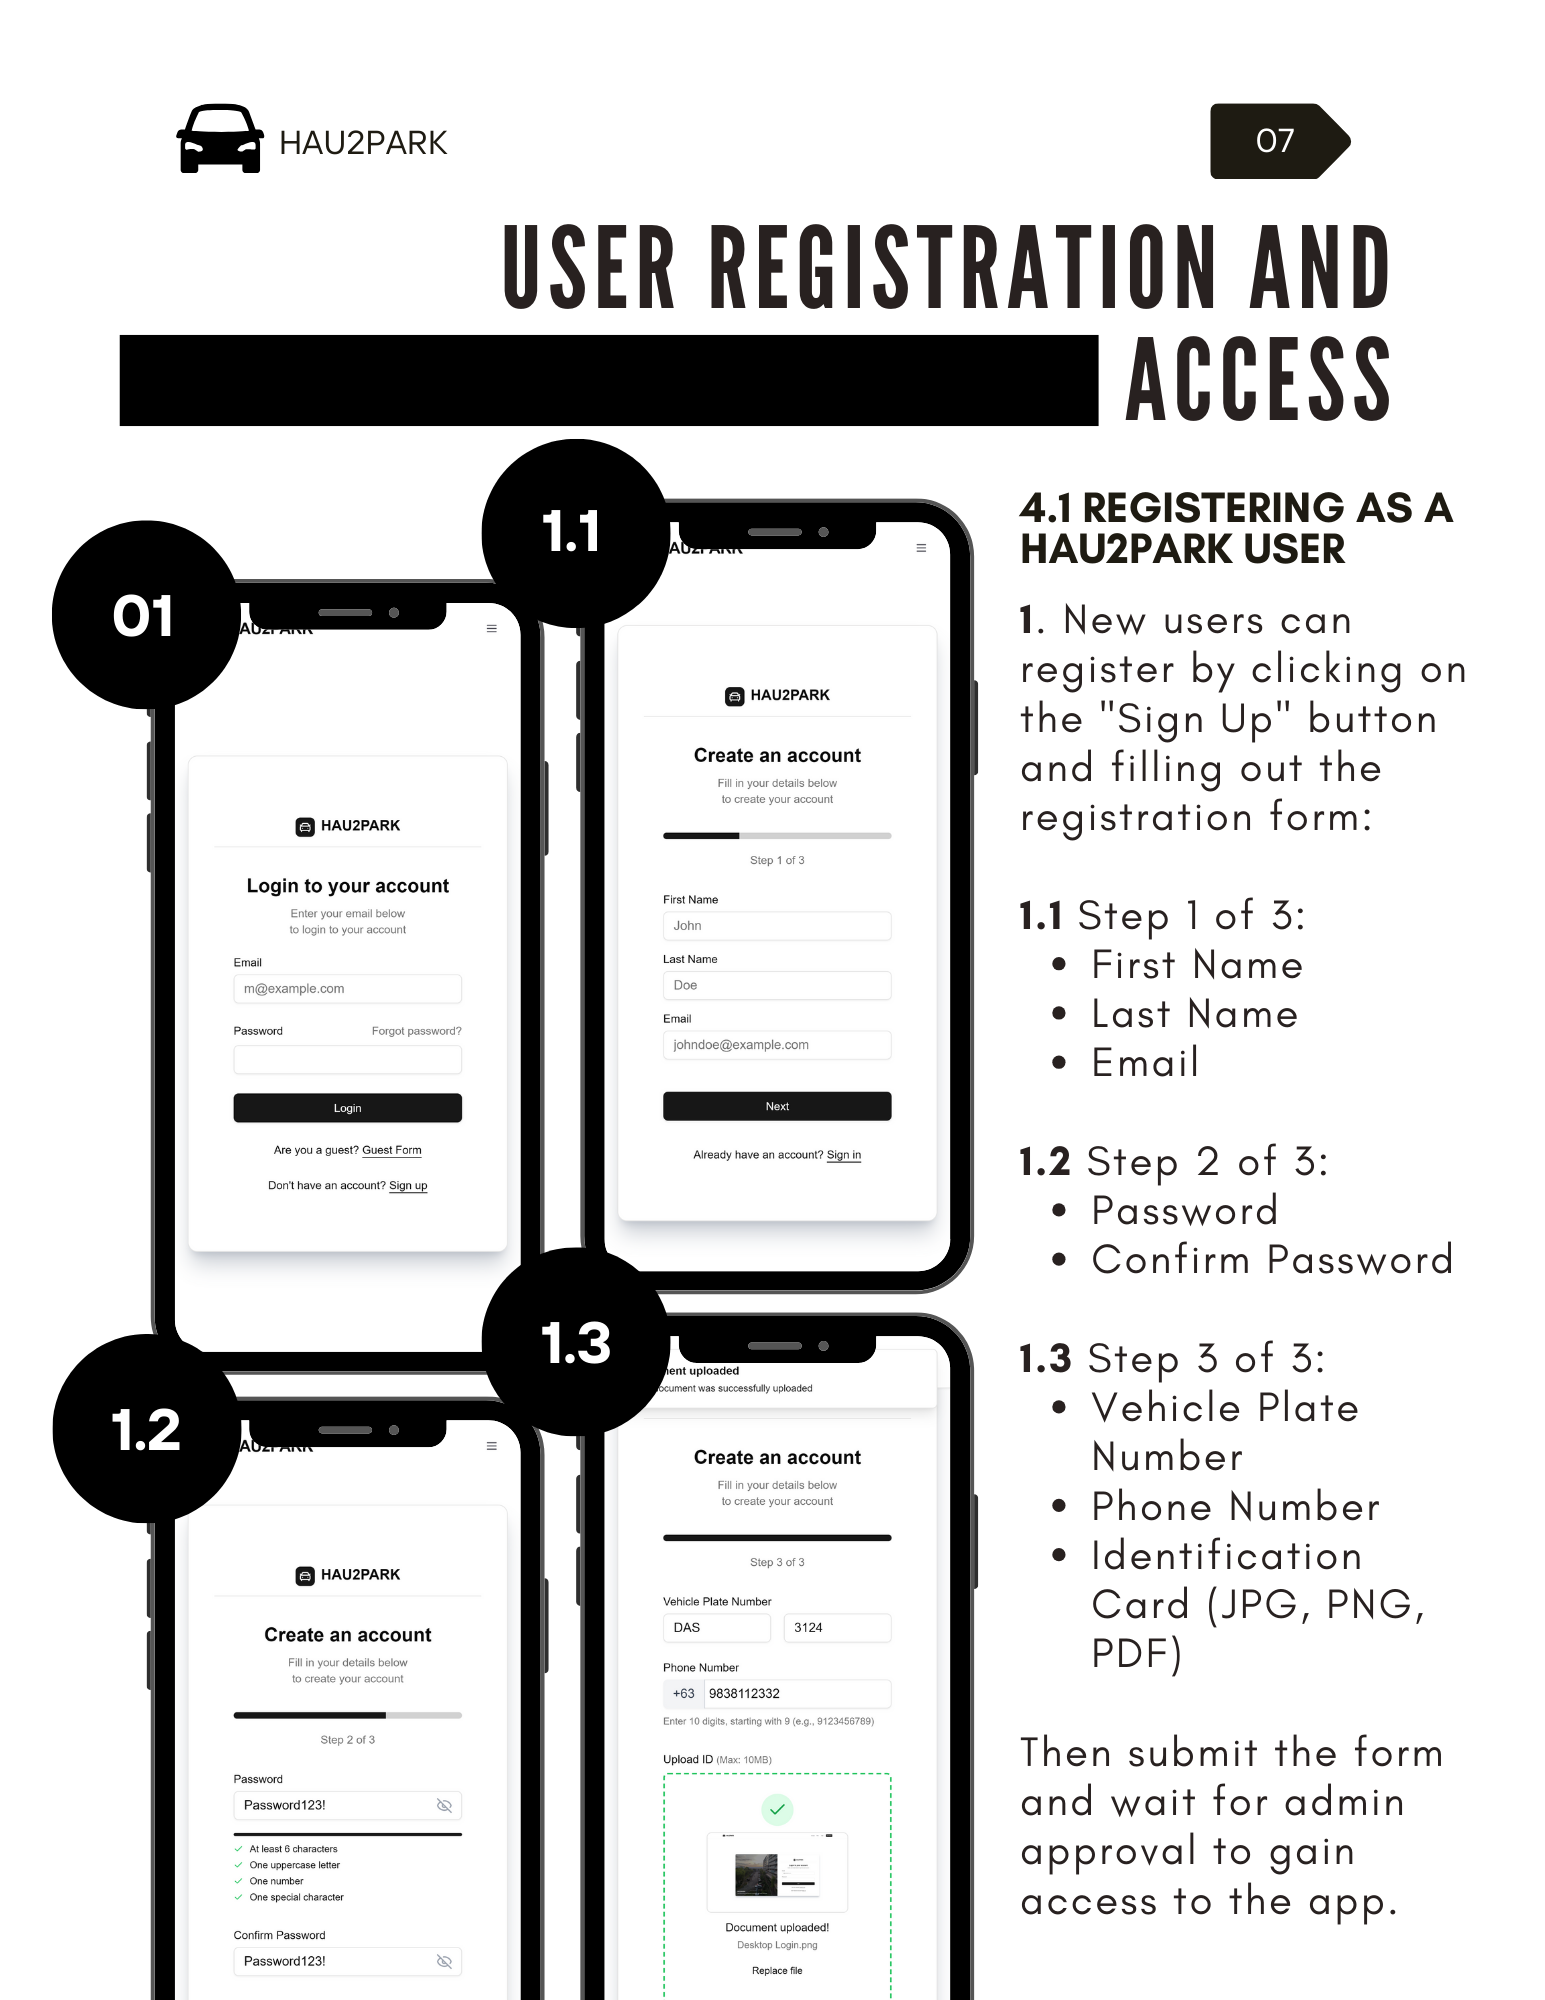 HAU2PARK
07
USER REGISTRATION AND
ACCESS
01
HAU2PARK
Login to your account
Enter your email below
to login to your account
Email
m@example.com
Password Forgot password?
Login
Are you a guest? Guest Form
Don't have an account? Sign up
1.1
HAU2PARK
Create an account
Fill in your details below
to create your account
Step 1 of 3
First Name
John
Last Name
Doe
Email
johndoe@example.com
Next
Already have an account? Sign in
1.2
HAU2PARK
Create an account
Fill in your details below
to create your account
Step 2 of 3
Password
Password123!
At least 6 characters
One uppercase letter
One number
One special character
Confirm Password
Password123!
1.3
uploaded
was successfully uploaded
Create an account
Fill in your details below
to create your account
Step 3 of 3
Vehicle Plate Number
DAS 3124
Phone Number
+63 9838112332
Enter 10 digits, starting with 9 (e.g., 9123456789)
Upload ID (Max: 10MB)
Document uploaded!
Desktop Login.png
Replace file
4.1 REGISTERING AS A
HAU2PARK USER
1. New users can
register by clicking on
the "Sign Up" button
and filling out the
registration form:
1.1 Step 1 of 3:
• First Name
• Last Name
• Email
1.2 Step 2 of 3:
• Password
• Confirm Password
1.3 Step 3 of 3:
• Vehicle Plate
Number
• Phone Number
• Identification
Card (JPG, PNG,
PDF)
Then submit the form
and wait for admin
approval to gain
access to the app.